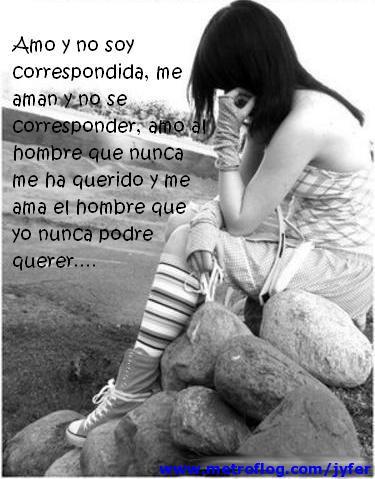 Amo y no soy
correspondida, me
aman y no se
corresponder, amo al
hombre que nunca
me ha querido y me
ama el hombre que
yo nunca podre
querer....
www.metroflog.com/jyfer